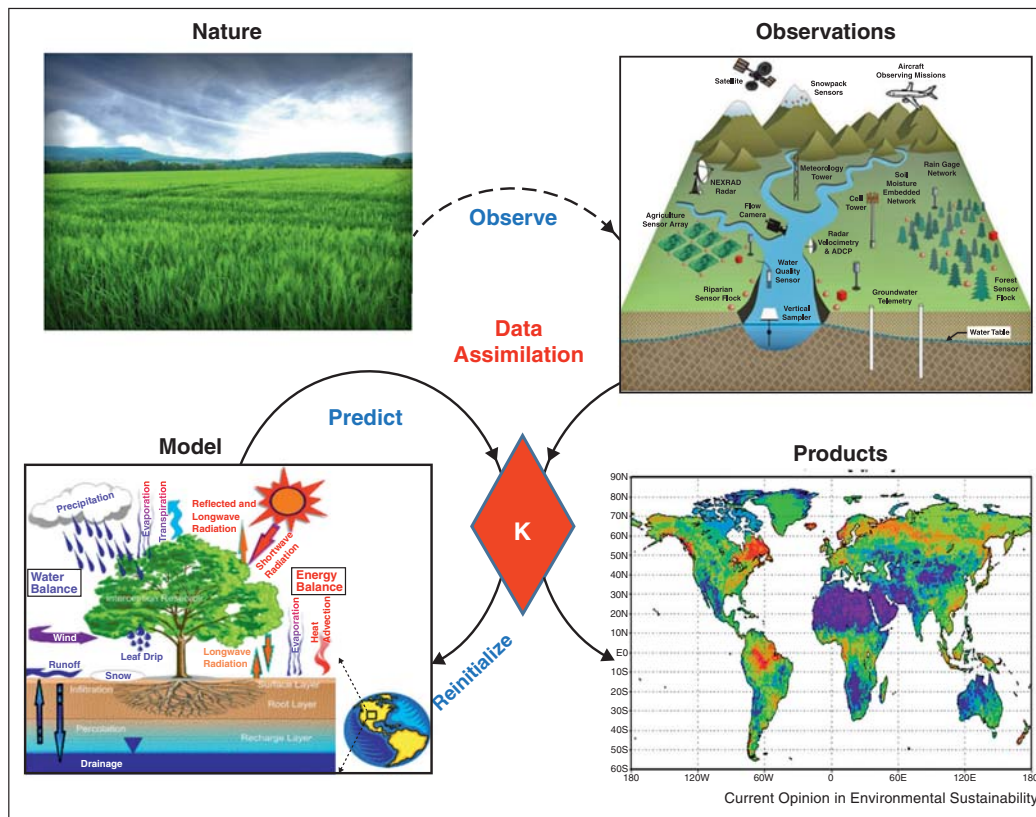 Nature
Observations
Satellite
Snowpack
Sensors
Aircraft
Observing Missions
NEXRAD
Radar
Meteorology
Tower
Rain Gage
Network
Soil
Moisture
Embedded
Network
Cell
Tower
Flow
Camera
Agriculture
Sensor Array
Radar
Velocimetry
& ADCP
Water
Quality
Sensor
Riparian
Sensor Flock
Groundwater
Telemetry
Forest
Sensor
Flock
Vertical
Sampler
Water Table
Observe
Data
Assimilation
Predict
K
Reinitialize
Model
Precipitation
Evaporation
Transpiration
Reflected and
Longwave
Radiation
Shortwave
Radiation
Water
Balance
Energy
Balance
Interception Reservoir
Wind
Leaf Drip
Longwave
Radiation
Evaporation
Heat
Advection
Runoff
Snow
Infiltration
Surface Layer
Root Layer
Percolation
Recharge Layer
Drainage
Products
90N
80N
70N
60N
50N
40N
30N
20N
10N
E0
10S
20S
30S
40S
50S
60S
180 120W 60W 0 60E 120E 180
Current Opinion in Environmental Sustainability